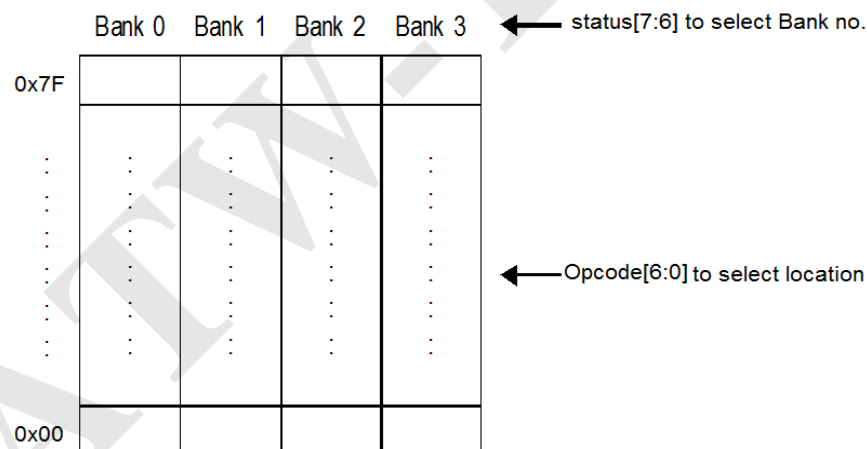 Bank 0 Bank 1 Bank 2 Bank 3 status[7:6] to select Bank no.
0x7F
Opcode[6:0] to select location
0x00